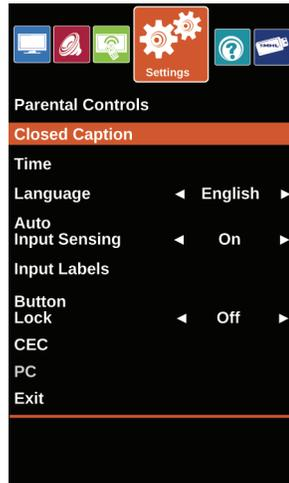 MHL
Settings
Parental Controls
Closed Caption
Time
Language ◄ English ►
Auto
Input Sensing ◄ On ►
Input Labels
Button
Lock ◄ Off ►
CEC
PC
Exit